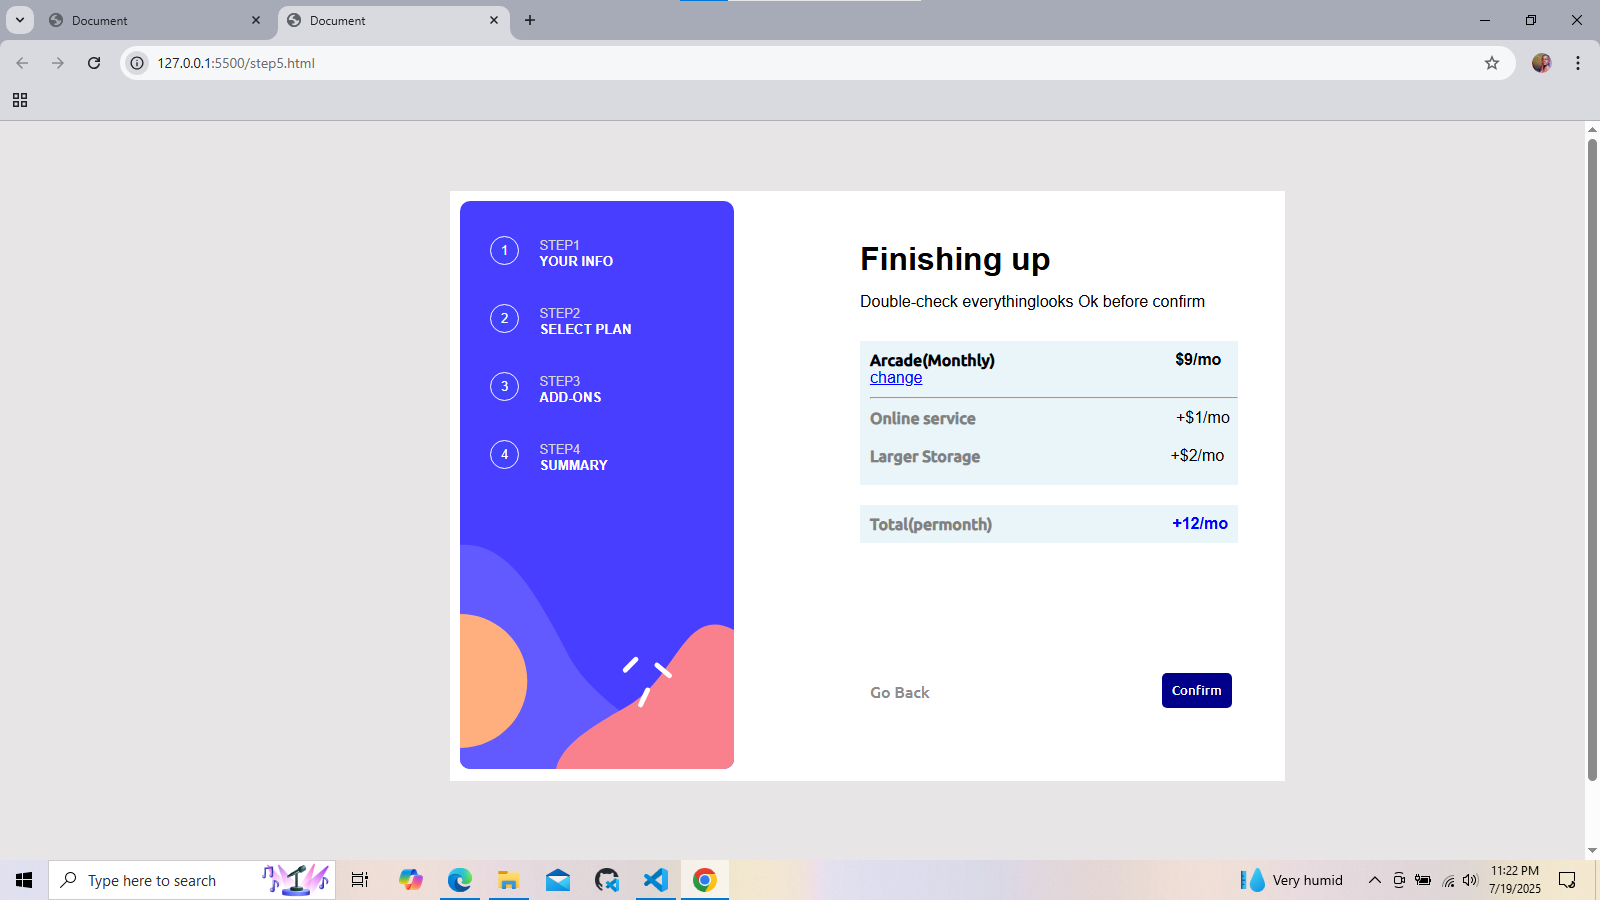 Document
Document
127.0.0.1:5500/step5.html
1
STEP1
YOUR INFO
2
STEP2
SELECT PLAN
3
STEP3
ADD-ONS
4
STEP4
SUMMARY
Finishing up
Double-check everythinglooks Ok before confirm
Arcade(Monthly) $9/mo
change
Online service +$1/mo
Larger Storage +$2/mo
Total(permonth) +12/mo
Go Back Confirm
Type here to search
Very humid
11:22 PM
7/19/2025